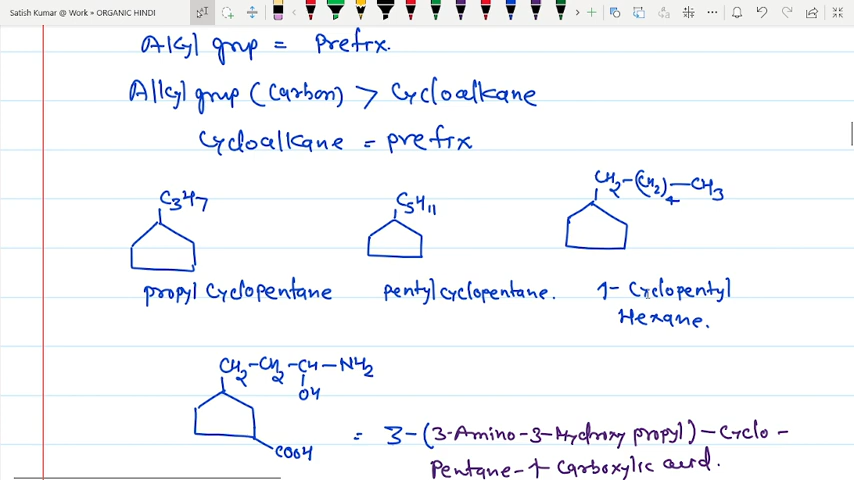 Satish Kumar @ Work » ORGANIC HINDI
Alkyl grup = prefix.
Alkyl grup (Carbon) > Cycloalkane
Cycloalkane = prefix
C3H7
C5H11
CH2-(CH2)4-CH3
propyl Cyclopentane
pentyl cyclopentane.
1- Cyclopentyl
Hexane.
CH2-CH2-CH-NH2
OH
COOH
= 3-(3-Amino-3-Hydroxy propyl)-Cyclo-
Pentane-1 Carboxylic acid.